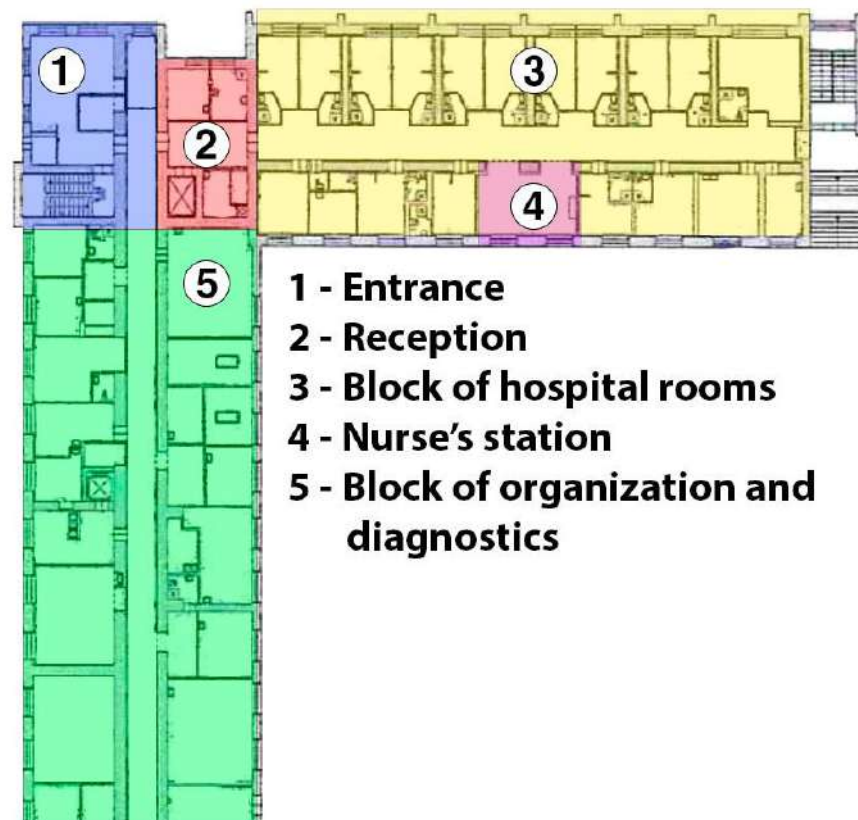 1
2
3
4
5
1 - Entrance
2 - Reception
3 - Block of hospital rooms
4 - Nurse's station
5 - Block of organization and
diagnostics